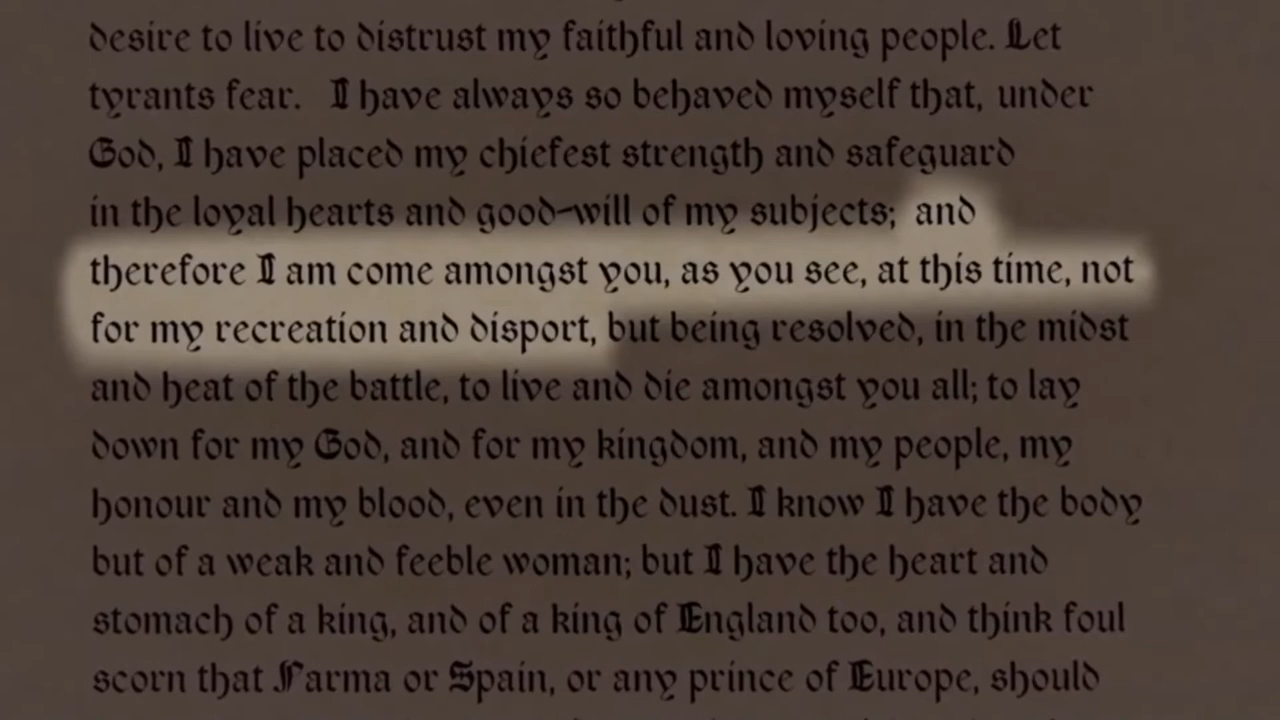 desire to live to distrust my faithful and loving people. Let
tyrants fear. I have always so behaved myself that, under
God, I have placed my chiefest strength and safeguard
in the loyal hearts and good-will of my subjects; and
therefore I am come amongst you, as you see, at this time, not
for my recreation and disport, but being resolved, in the midst
and heat of the battle, to live and die amongst you all; to lay
down for my God, and for my kingdom, and my people, my
honour and my blood, even in the dust. I know I have the body
but of a weak and feeble woman; but I have the heart and
stomach of a king, and of a king of England too, and think foul
scorn that Parma or Spain, or any prince of Europe, should